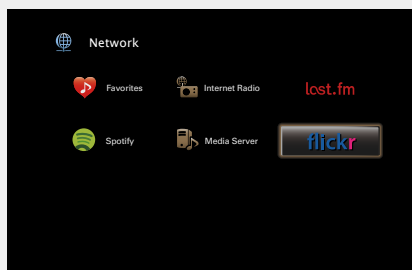 Network
Favorites
Internet Radio
last.fm
Spotify
Media Server
flickr